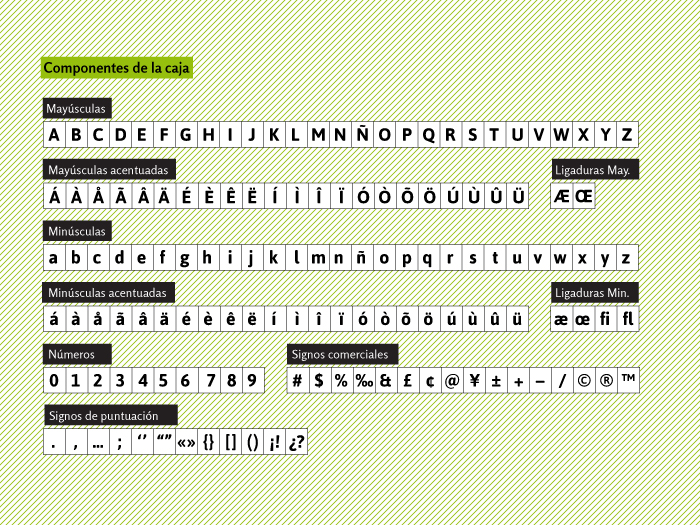 Componentes de la caja
Mayúsculas
A B C D E F G H I J K L M N Ñ O P Q R S T U V W X Y Z
Mayúsculas acentuadas
Á À Å Ã Â Ä É È Ê Ë Í Ì Î Ï Ó Ò Õ Ö Ú Ù Û Ü
Ligaduras May.
Æ Œ
Minúsculas
a b c d e f g h i j k l m n ñ o p q r s t u v w x y z
Minúsculas acentuadas
á à å ã â ä é è ê ë í ì î ï ó ò õ ö ú ù û ü
Ligaduras Min.
æ œ fi fl
Números
0 1 2 3 4 5 6 7 8 9
Signos comerciales
# $ % ‰ & £ ¢ @ ¥ ± + – / © ® ™
Signos de puntuación
. , … ; ‘’ “” «» {} [] () ¡! ¿?